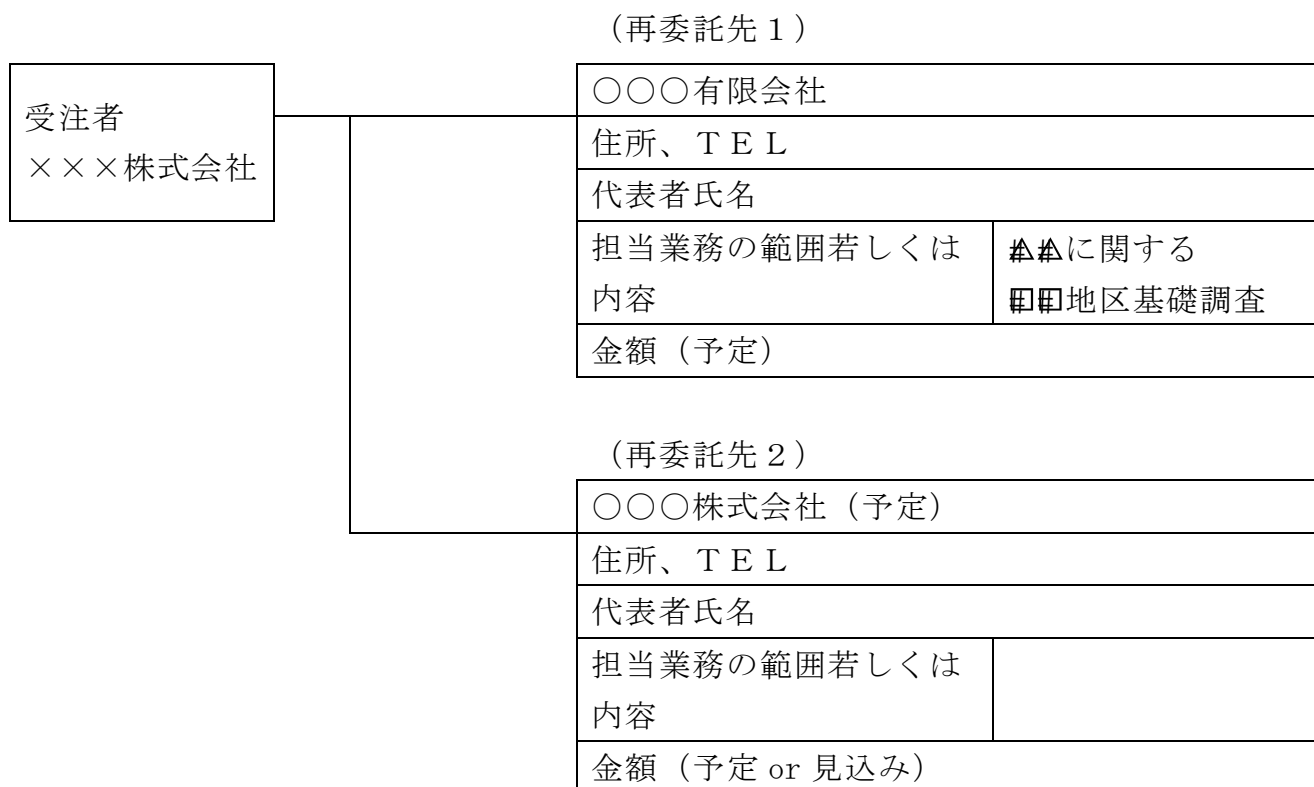 （再委託先１）
受注者
×××株式会社
○○○有限会社
住所、ＴＥＬ
代表者氏名
担当業務の範囲若しくは
内容
に関する
地区基礎調査
金額（予定）
（再委託先２）
○○○株式会社（予定）
住所、ＴＥＬ
代表者氏名
担当業務の範囲若しくは
内容
金額（予定 or 見込み）